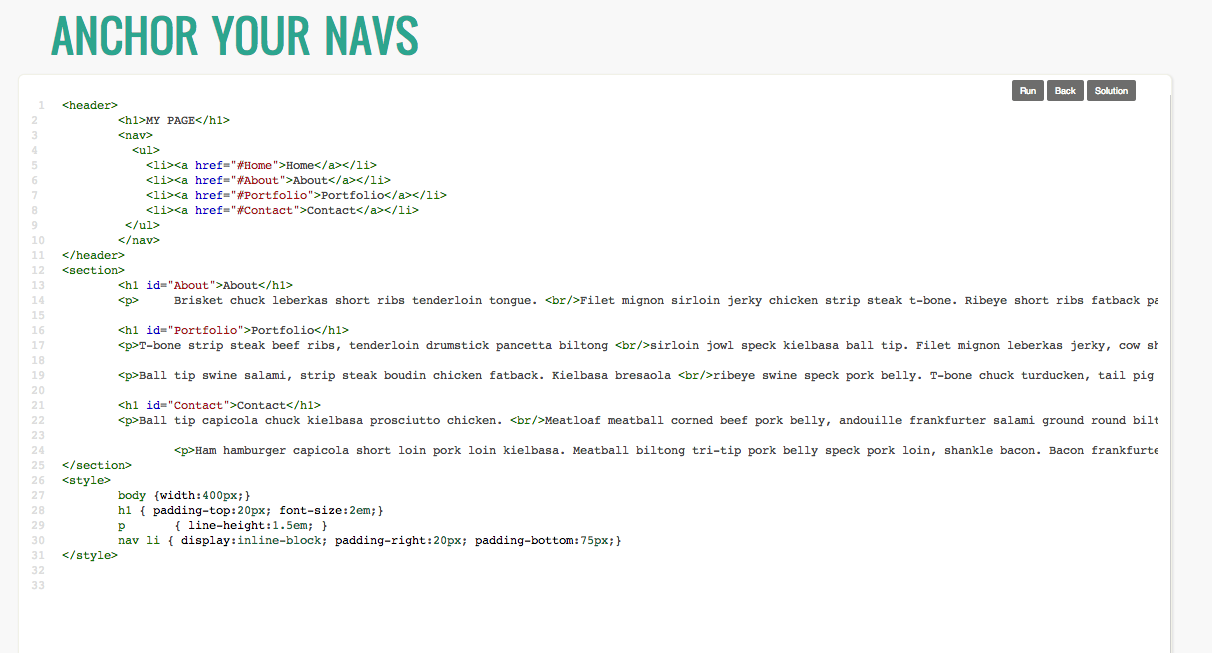 ANCHOR YOUR NAVS
Run Back Solution
1 <header>
2 <h1>MY PAGE</h1>
3 <nav>
4 <ul>
5 <li><a href="#Home">Home</a></li>
6 <li><a href="#About">About</a></li>
7 <li><a href="#Portfolio">Portfolio</a></li>
8 <li><a href="#Contact">Contact</a></li>
9 </ul>
10 </nav>
11 </header>
12 <section>
13 <h1 id="About">About</h1>
14 <p> Brisket chuck leberkas short ribs tenderloin tongue. <br/>Filet mignon sirloin jerky chicken strip steak t-bone. Ribeye short ribs fatback pa
15
16 <h1 id="Portfolio">Portfolio</h1>
17 <p>T-bone strip steak beef ribs, tenderloin drumstick pancetta biltong <br/>sirloin jowl speck kielbasa ball tip. Filet mignon leberkas jerky, cow sh
18
19 <p>Ball tip swine salami, strip steak boudin chicken fatback. Kielbasa bresaola <br/>ribeye swine speck pork belly. T-bone chuck turducken, tail pig
20
21 <h1 id="Contact">Contact</h1>
22 <p>Ball tip capicola chuck kielbasa prosciutto chicken. <br/>Meatloaf meatball corned beef pork belly, andouille frankfurter salami ground round bilt
23
24 <p>Ham hamburger capicola short loin pork loin kielbasa. Meatball biltong tri-tip pork belly speck pork loin, shankle bacon. Bacon frankfurte
25 </section>
26 <style>
27 body {width:400px;}
28 h1 { padding-top:20px; font-size:2em;}
29 p { line-height:1.5em; }
30 nav li { display:inline-block; padding-right:20px; padding-bottom:75px;}
31 </style>
32
33